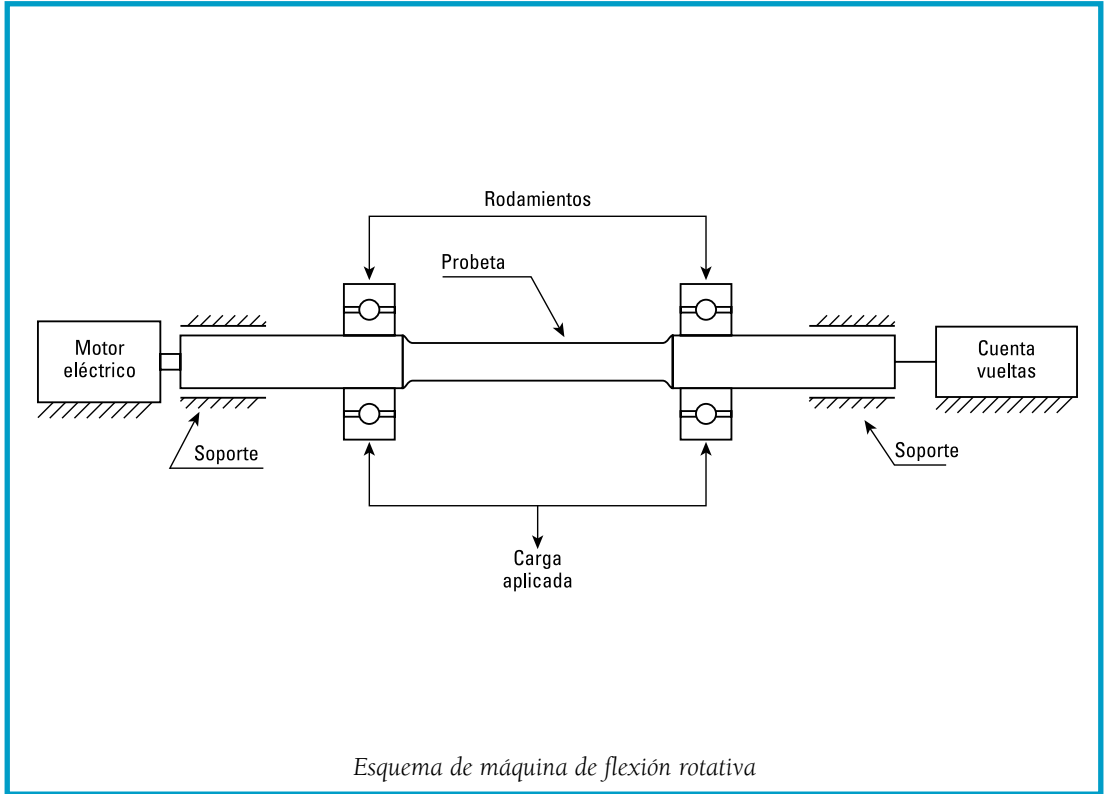 Rodamientos
Probeta
Motor
eléctrico
Cuenta
vueltas
Soporte
Soporte
Carga
aplicada
Esquema de máquina de flexión rotativa